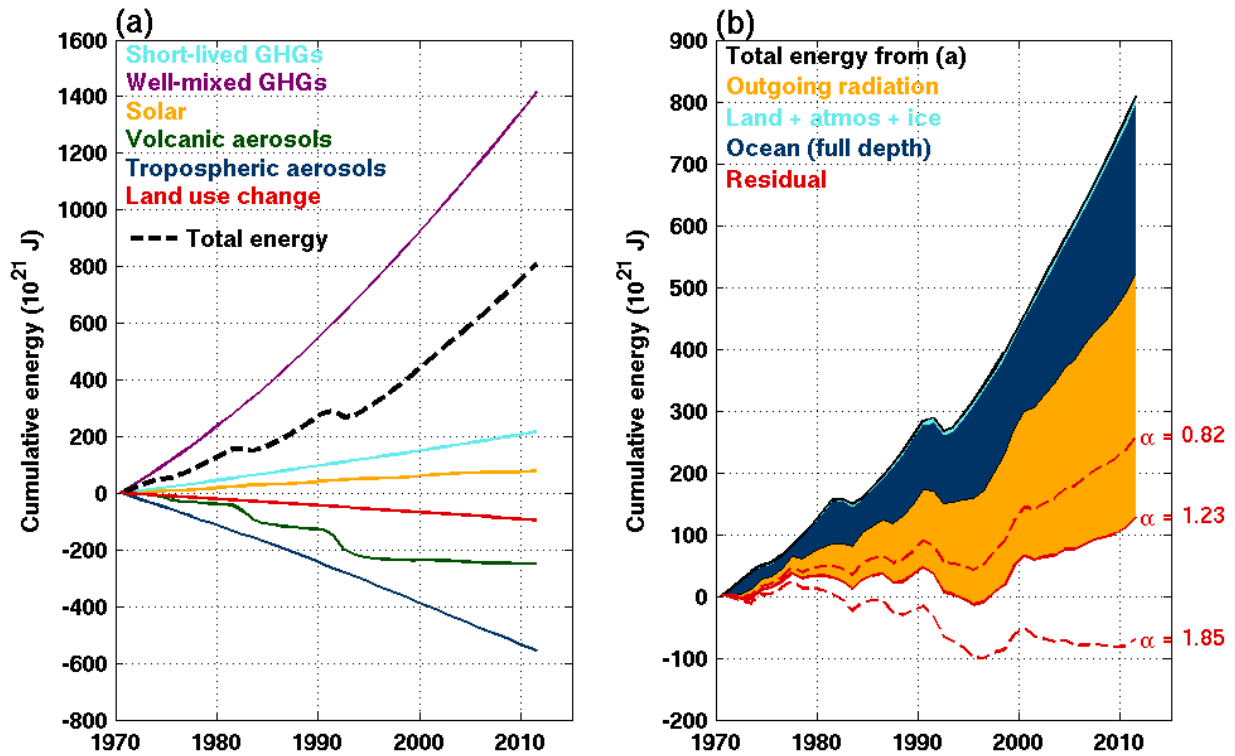 (a)
1600
1400
1200
1000
800
600
400
200
0
-200
-400
-600
-800
Cumulative energy (10^21 J)
Short-lived GHGs
Well-mixed GHGs
Solar
Volcanic aerosols
Tropospheric aerosols
Land use change
Total energy
1970 1980 1990 2000 2010
(b)
900
800
700
600
500
400
300
200
100
0
-100
-200
Cumulative energy (10^21 J)
Total energy from (a)
Outgoing radiation
Land + atmos + ice
Ocean (full depth)
Residual
α = 0.82
α = 1.23
α = 1.85
1970 1980 1990 2000 2010